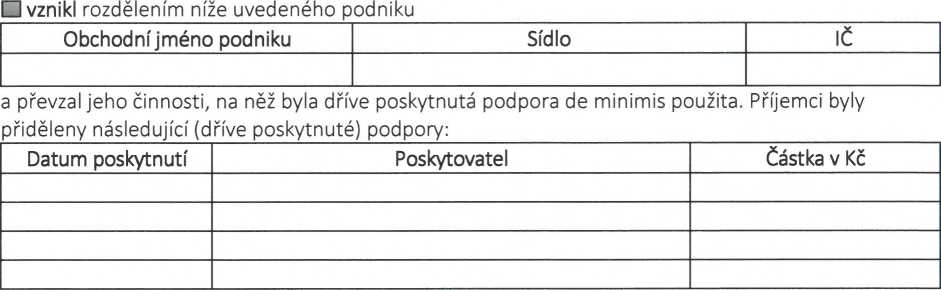 vznikl rozdělením níže uvedeného podniku
Obchodní jméno podniku Sídlo IČ
a převzal jeho činnosti, na něž byla dříve poskytnutá podpora de minimis použita. Příjemci byly
přiděleny následující (dříve poskytnuté) podpory:
Datum poskytnutí Poskytovatel Částka v Kč